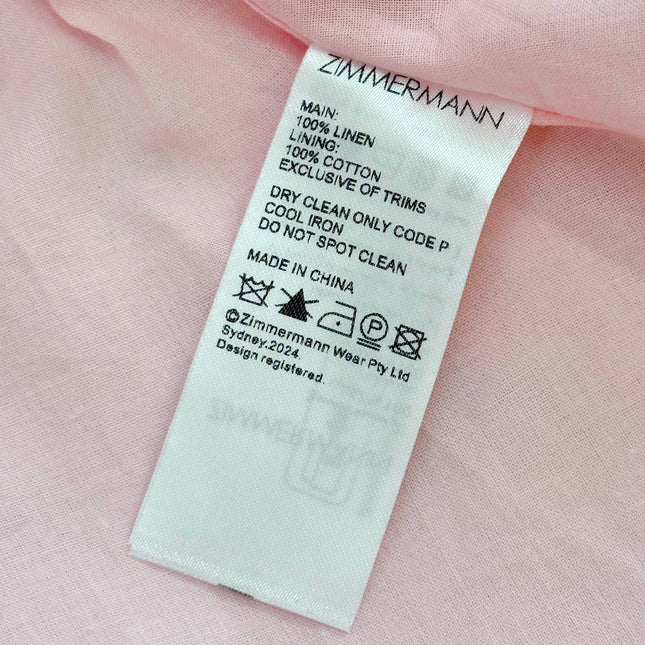 ZIMMERMANN
MAIN:
100% LINEN
LINING:
100% COTTON
EXCLUSIVE OF TRIMS
DRY CLEAN ONLY CODE P
COOL IRON
DO NOT SPOT CLEAN
MADE IN CHINA
P
©Zimmermann Wear Pty Ltd
Sydney.2024.
Design registered.